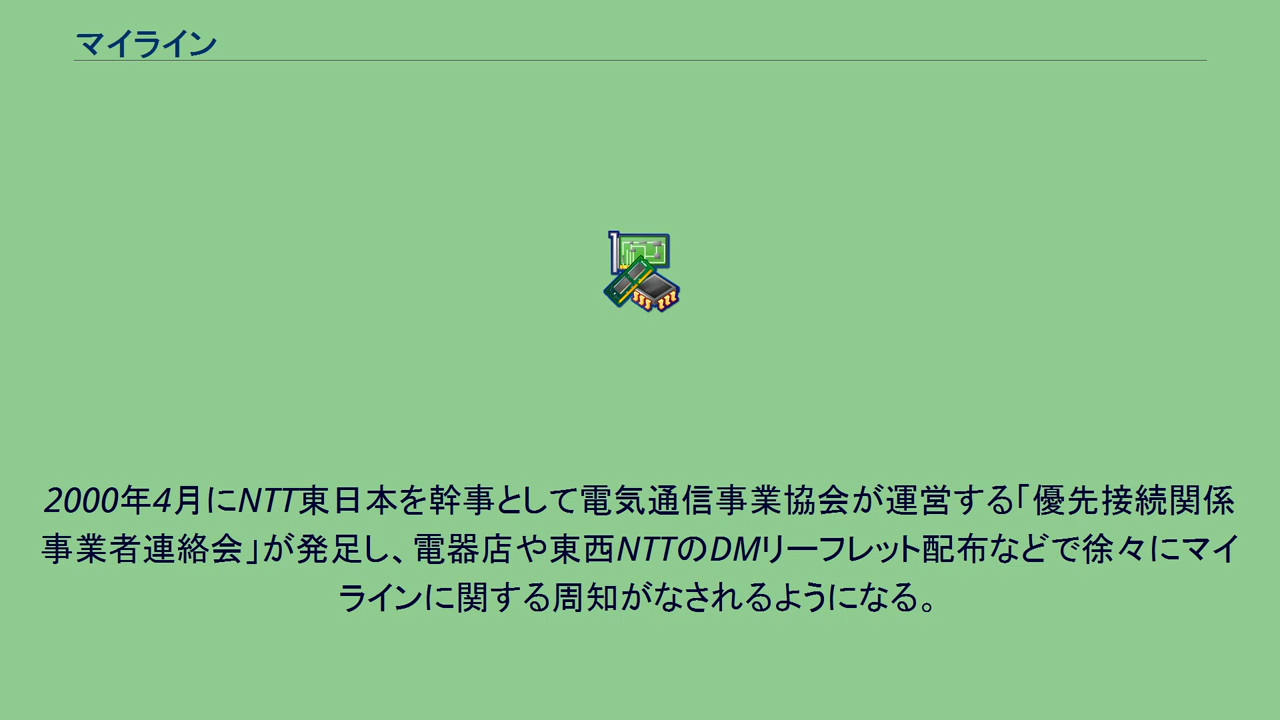 マイライン
2000年4月にNTT東日本を幹事として電気通信事業協会が運営する「優先接続関係
事業者連絡会」が発足し、電器店や東西NTTのDMリーフレット配布などで徐々にマイ
ラインに関する周知がなされるようになる。